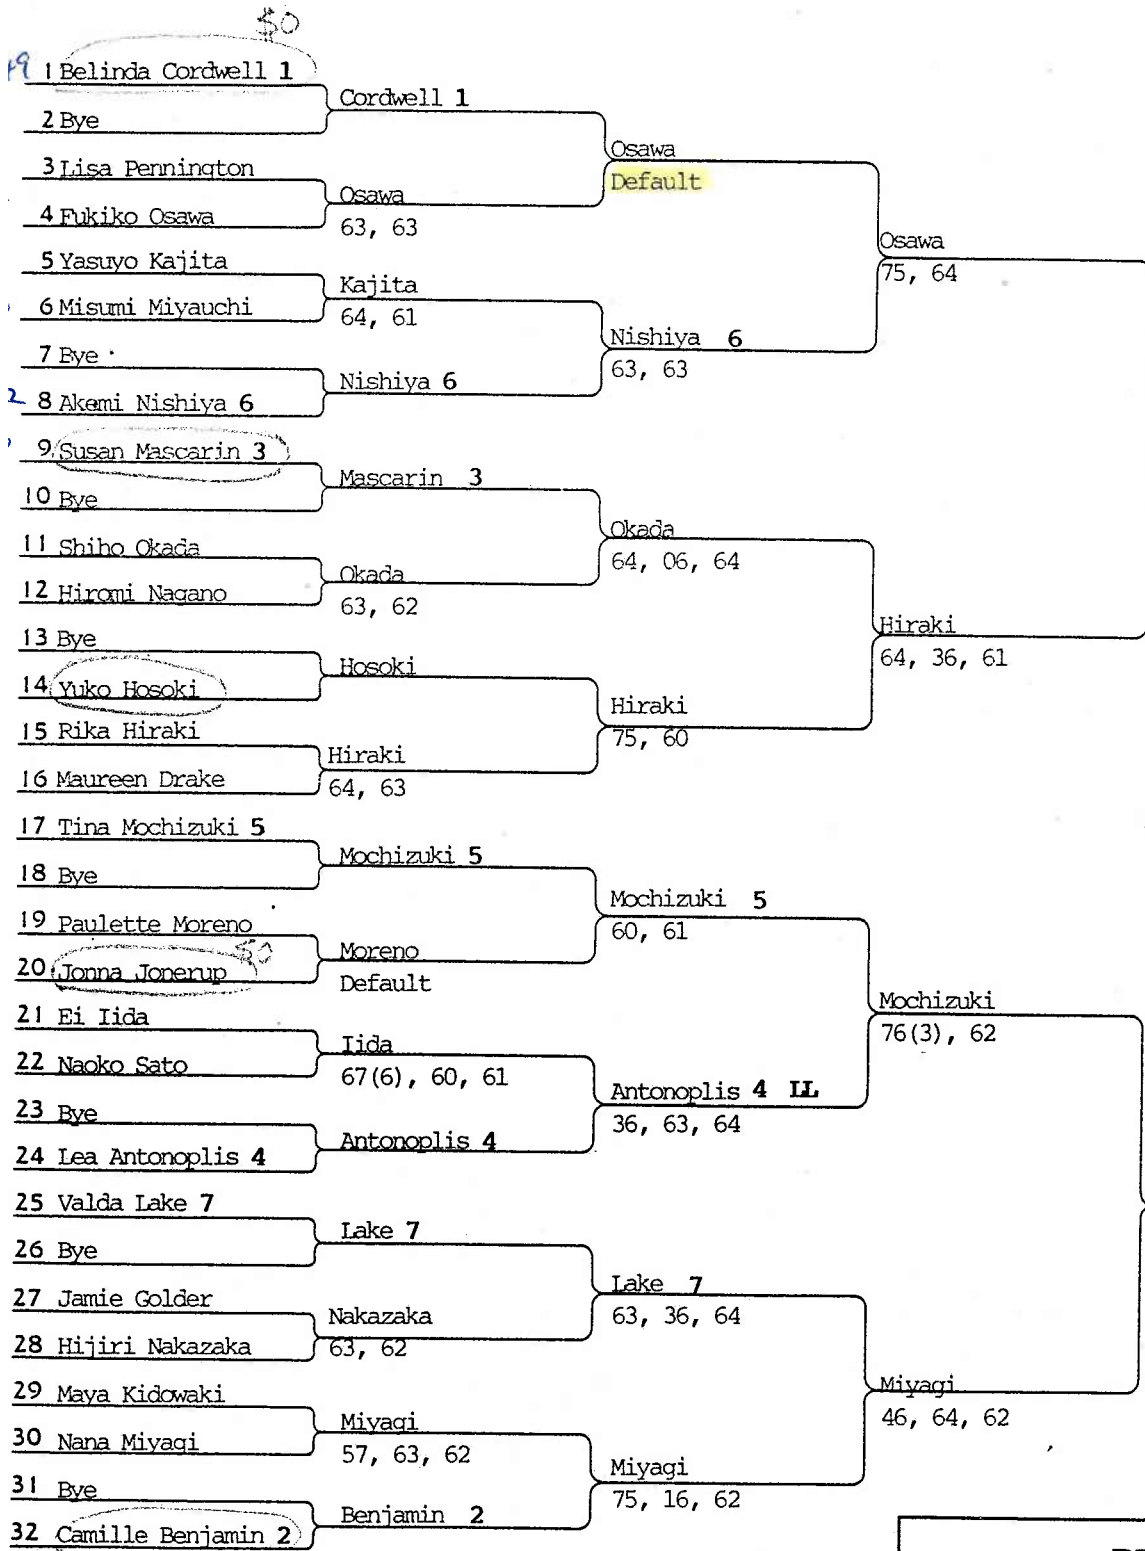 $0
1 Belinda Cordwell 1
2 Bye
3 Lisa Pennington
4 Fukiko Osawa
5 Yasuyo Kajita
6 Misumi Miyauchi
7 Bye
8 Akemi Nishiya 6
9 Susan Mascarin 3
10 Bye
11 Shiho Okada
12 Hiromi Nagano
13 Bye
14 Yuko Hosoki
15 Rika Hiraki
16 Maureen Drake
17 Tina Mochizuki 5
18 Bye
19 Paulette Moreno
20 Jonna Jonerup
21 Ei Iida
22 Naoko Sato
23 Bye
24 Lea Antonoplis 4
25 Valda Lake 7
26 Bye
27 Jamie Golder
28 Hijiri Nakazaka
29 Maya Kidowaki
30 Nana Miyagi
31 Bye
32 Camille Benjamin 2
Cordwell 1
Osawa
63, 63
Kajita
64, 61
Nishiya 6
Mascarin 3
Okada
63, 62
Hosoki
Hiraki
64, 63
Mochizuki 5
Moreno
Default
Iida
67(6), 60, 61
Antonoplis 4
Lake 7
Nakazaka
63, 62
Miyagi
57, 63, 62
Benjamin 2
Osawa
Default
Nishiya 6
63, 63
Okada
64, 06, 64
Hiraki
75, 60
Mochizuki 5
60, 61
Antonoplis 4 LL
36, 63, 64
Lake 7
63, 36, 64
Miyagi
75, 16, 62
Osawa
75, 64
Hiraki
64, 36, 61
Mochizuki
76(3), 62
Miyagi
46, 64, 62